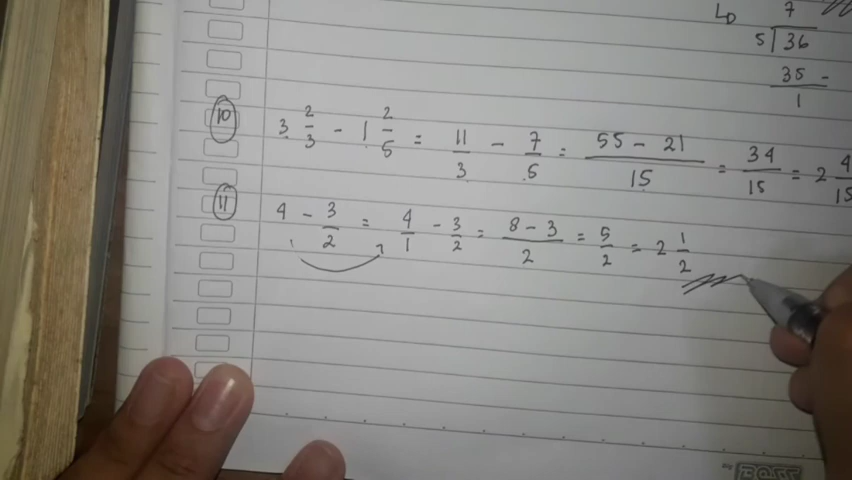 7
5 ⟌ 36
35 -
1
10 3 2/3 - 1 2/5 = 11/3 - 7/5 = 55 - 21/15 = 34/15 = 2 4/15
11 4 - 3/2 = 4/1 - 3/2 = 8 - 3/2 = 5/2 = 2 1/2